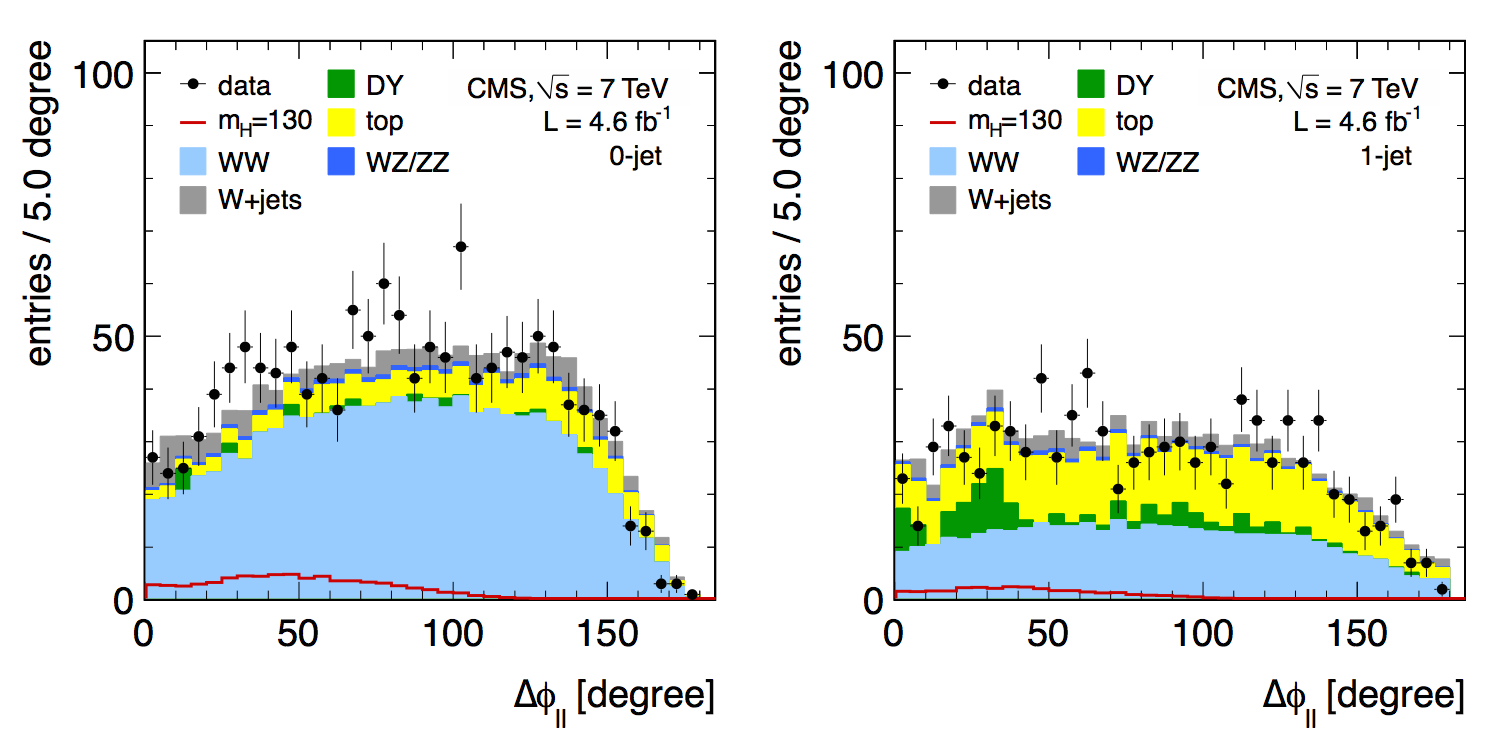 entries / 5.0 degree
100
50
0
data
DY
CMS, √s = 7 TeV
m_H=130
top
L = 4.6 fb⁻¹
WW
WZ/ZZ
0-jet
W+jets
0
50
100
150
Δϕ_ll [degree]
entries / 5.0 degree
100
50
0
data
DY
CMS, √s = 7 TeV
m_H=130
top
L = 4.6 fb⁻¹
WW
WZ/ZZ
1-jet
W+jets
0
50
100
150
Δϕ_ll [degree]